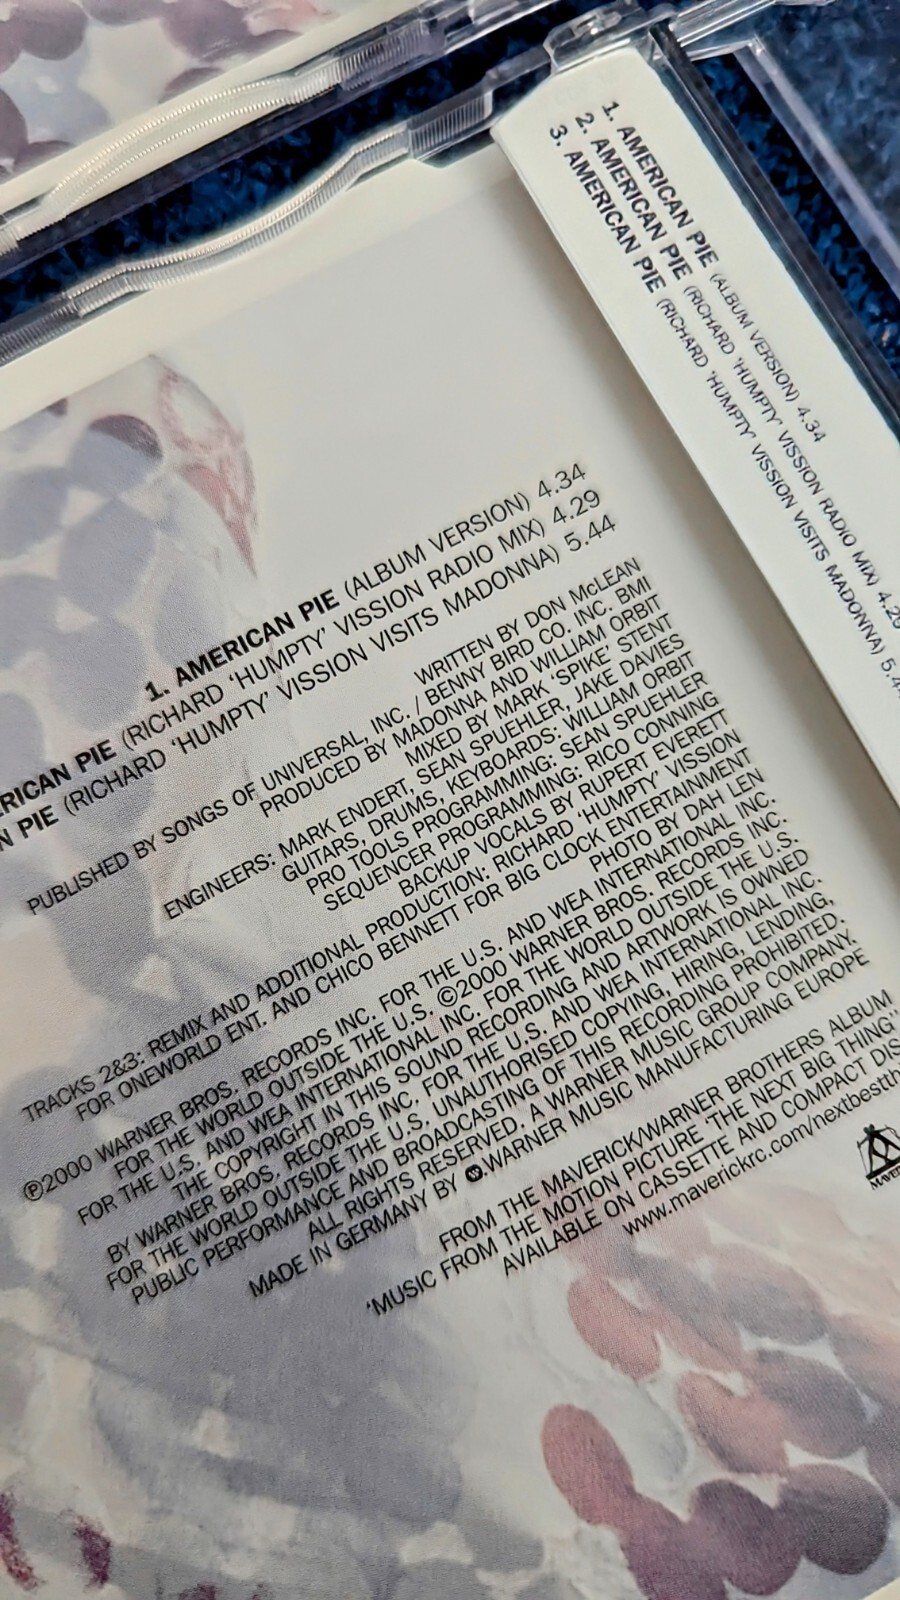 1. AMERICAN PIE (ALBUM VERSION) 4.34
2. AMERICAN PIE (RICHARD 'HUMPTY' VISSION RADIO MIX) 4.29
3. AMERICAN PIE (RICHARD 'HUMPTY' VISSION VISITS MADONNA) 5.4
1. AMERICAN PIE (ALBUM VERSION) 4.34
RICAN PIE (RICHARD 'HUMPTY' VISSION RADIO MIX) 4.29
N PIE (RICHARD 'HUMPTY' VISSION VISITS MADONNA) 5.44
WRITTEN BY DON McLEAN
PUBLISHED BY SONGS OF UNIVERSAL, INC. / BENNY BIRD CO. INC. BMI
PRODUCED BY MADONNA AND WILLIAM ORBIT
MIXED BY MARK 'SPIKE' STENT
ENGINEERS: MARK ENDERT, SEAN SPUEHLER, JAKE DAVIES
GUITARS, DRUMS, KEYBOARDS: WILLIAM ORBIT
PRO TOOLS PROGRAMMING: SEAN SPUEHLER
SEQUENCER PROGRAMMING: RICO CONNING
BACKUP VOCALS BY RUPERT EVERETT
TRACKS 2&3: REMIX AND ADDITIONAL PRODUCTION: RICHARD 'HUMPTY' VISSION
FOR ONEWORLD ENT. AND CHICO BENNETT FOR BIG CLOCK ENTERTAINMENT
PHOTO BY DAH LEN
℗2000 WARNER BROS. RECORDS INC. FOR THE U.S. AND WEA INTERNATIONAL INC.
FOR THE WORLD OUTSIDE THE U.S. ©2000 WARNER BROS. RECORDS INC.
FOR THE U.S. AND WEA INTERNATIONAL INC. FOR THE WORLD OUTSIDE THE U.S.
THE COPYRIGHT IN THIS SOUND RECORDING AND ARTWORK IS OWNED
BY WARNER BROS. RECORDS INC. FOR THE U.S. AND WEA INTERNATIONAL INC.
FOR THE WORLD OUTSIDE THE U.S. UNAUTHORISED COPYING, HIRING, LENDING,
PUBLIC PERFORMANCE AND BROADCASTING OF THIS RECORDING PROHIBITED.
ALL RIGHTS RESERVED. A WARNER MUSIC GROUP COMPANY.
MADE IN GERMANY BY WARNER MUSIC MANUFACTURING EUROPE
FROM THE MAVERICK/WARNER BROTHERS ALBUM
'MUSIC FROM THE MOTION PICTURE 'THE NEXT BIG THING''
AVAILABLE ON CASSETTE AND COMPACT DIS
www.maverickrc.com/nextbestth
MAVER